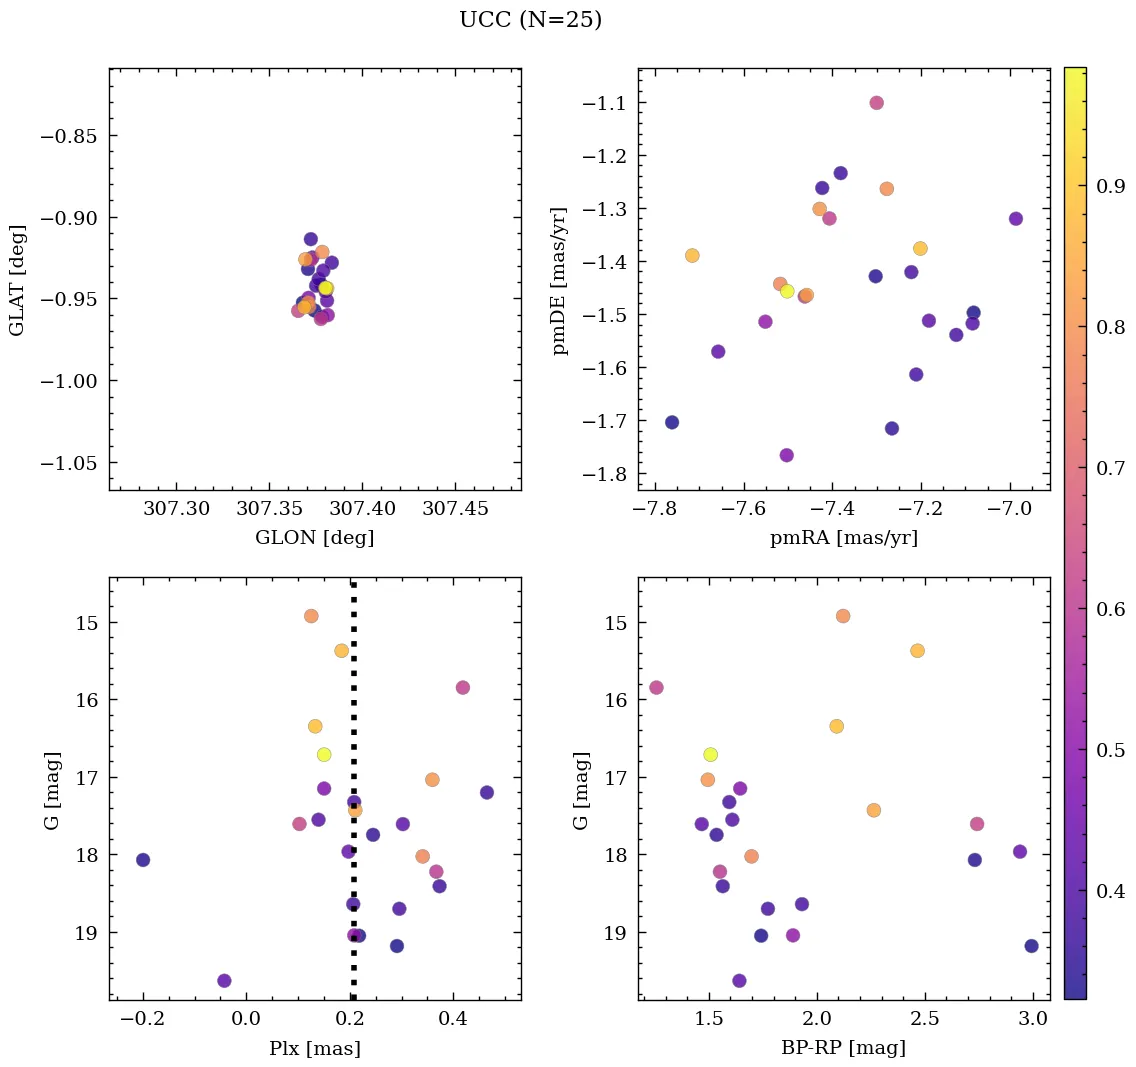 UCC (N=25)
−0.85
−0.90
−0.95
−1.00
−1.05
GLAT [deg]
307.30 307.35 307.40 307.45
GLON [deg]
−1.1
−1.2
−1.3
−1.4
−1.5
−1.6
−1.7
−1.8
pmDE [mas/yr]
−7.8 −7.6 −7.4 −7.2 −7.0
pmRA [mas/yr]
15
16
17
18
19
G [mag]
−0.2 0.0 0.2 0.4
Plx [mas]
15
16
17
18
19
G [mag]
1.5 2.0 2.5 3.0
BP-RP [mag]
0.9
0.8
0.7
0.6
0.5
0.4